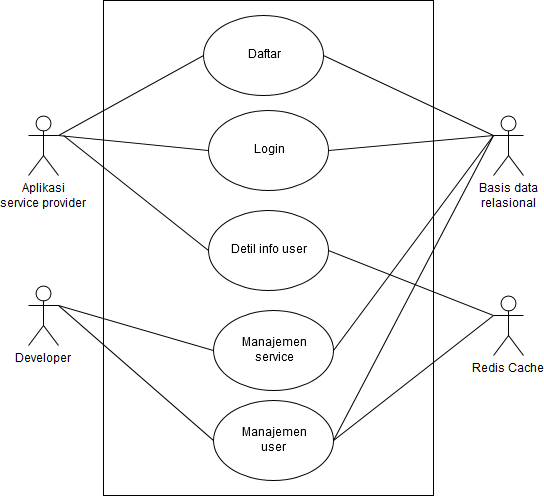 Daftar
Login
Aplikasi
service provider
Basis data
relasional
Detil info user
Manajemen
service
Developer
Redis Cache
Manajemen
user